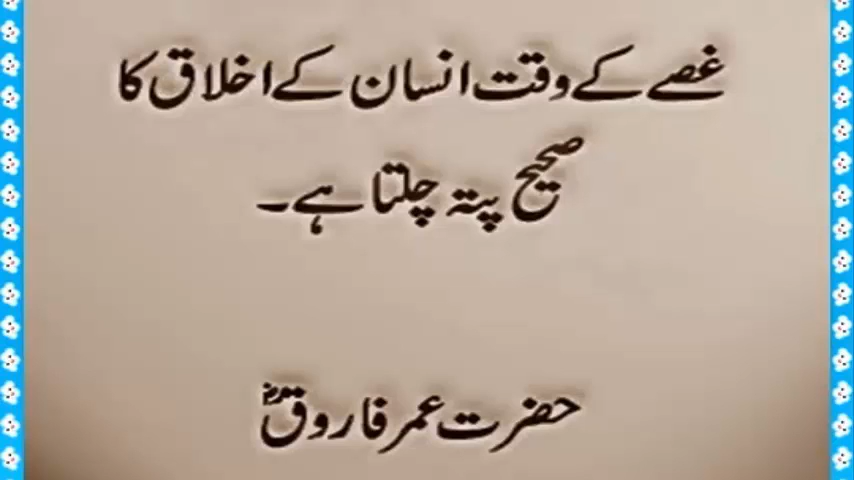 غصے کے وقت انسان کے اخلاق کا
صحیح پتہ چلتا ہے۔
حضرت عمر فاروقؓ